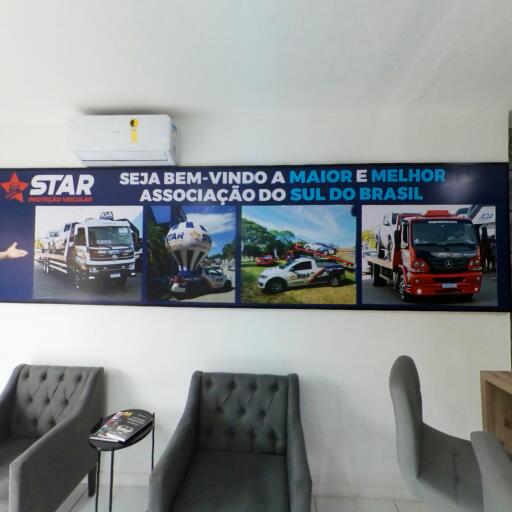 STAR
PROTEÇÃO VEICULAR
SEJA BEM-VINDO A MAIOR E MELHOR
ASSOCIAÇÃO DO SUL DO BRASIL
STAR